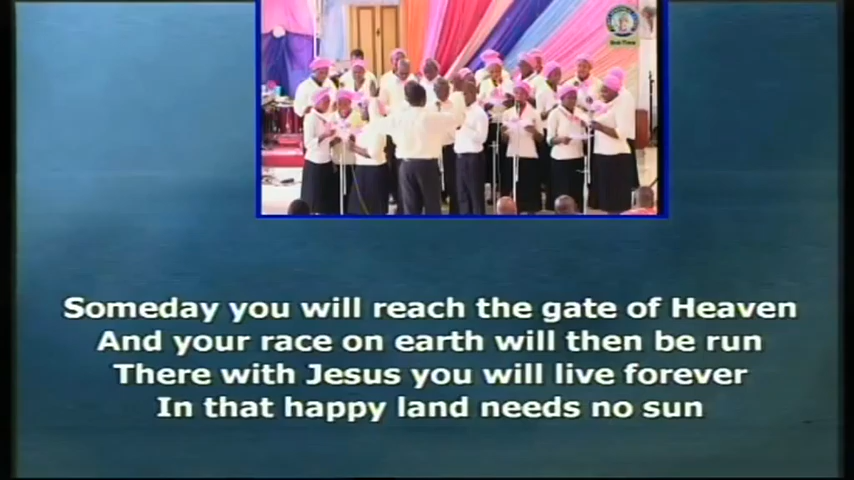 Someday you will reach the gate of Heaven
And your race on earth will then be run
There with Jesus you will live forever
In that happy land needs no sun